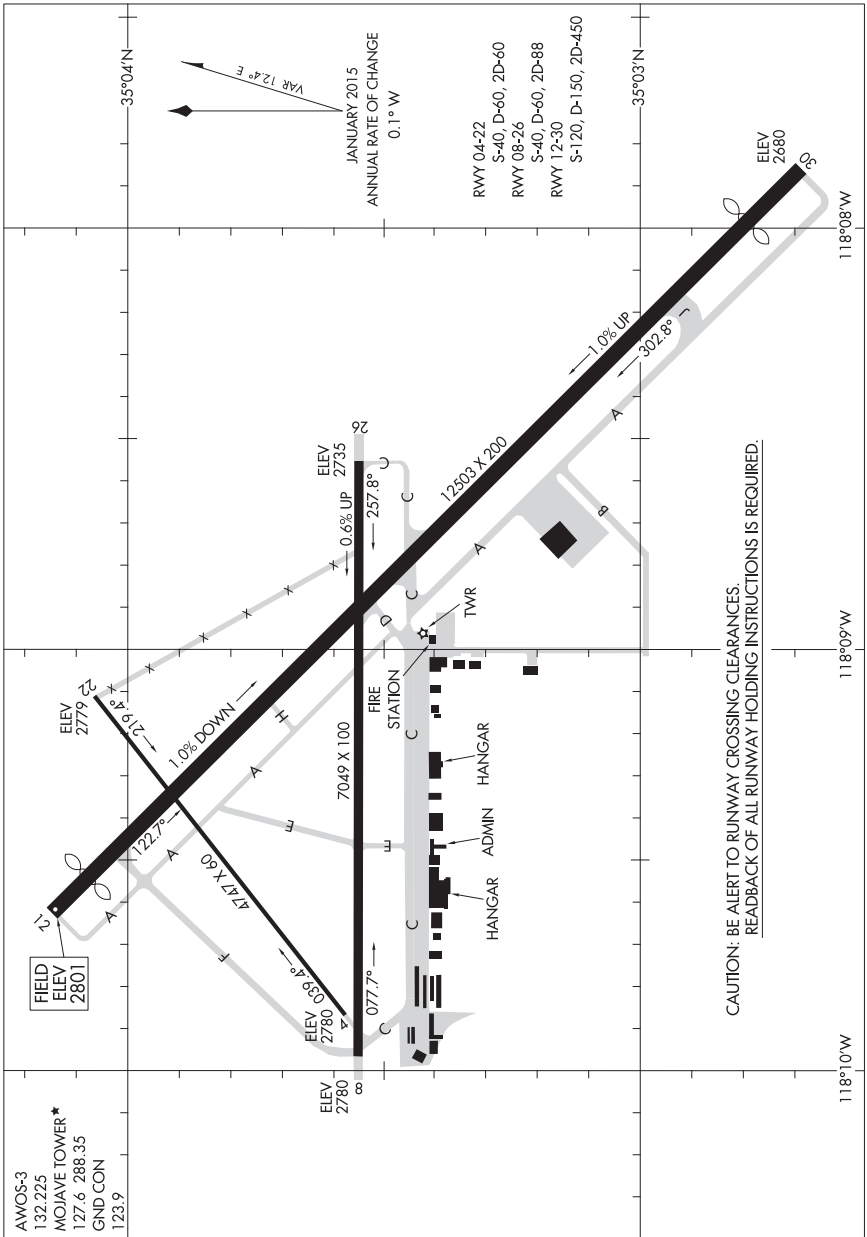 AWOS-3
132.225
MOJAVE TOWER★
127.6 288.35
GND CON
123.9
35°04'N
VAR 12.4° E
JANUARY 2015
ANNUAL RATE OF CHANGE
0.1° W
RWY 04-22
S-40, D-60, 2D-60
RWY 08-26
S-40, D-60, 2D-88
RWY 12-30
S-120, D-150, 2D-450
35°03'N
FIELD
ELEV
2801
12
A
122.7°
A
A
1.0% DOWN
H
ELEV
2779
22
219.4°
X
X
X
X
X
X
4747 X 60
F
E
E
039.4°
4
ELEV
2780
ELEV
2780
8
077.7°
7049 X 100
0.6% UP
257.8°
ELEV
2735
26
C
C
C
D
C
C
C
FIRE
STATION
TWR
HANGAR
ADMIN
HANGAR
12503 X 200
A
B
A
1.0% UP
302.8°
J
ELEV
2680
30
CAUTION: BE ALERT TO RUNWAY CROSSING CLEARANCES.
READBACK OF ALL RUNWAY HOLDING INSTRUCTIONS IS REQUIRED.
118°10'W
118°09'W
118°08'W